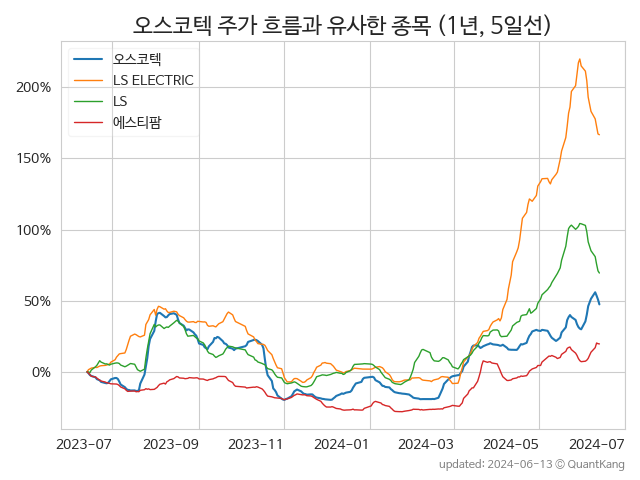 오스코텍 주가 흐름과 유사한 종목 (1년, 5일선)
오스코텍
LS ELECTRIC
LS
에스티팜
200%
150%
100%
50%
0%
2023-07 2023-09 2023-11 2024-01 2024-03 2024-05 2024-07
updated: 2024-06-13 © QuantKang